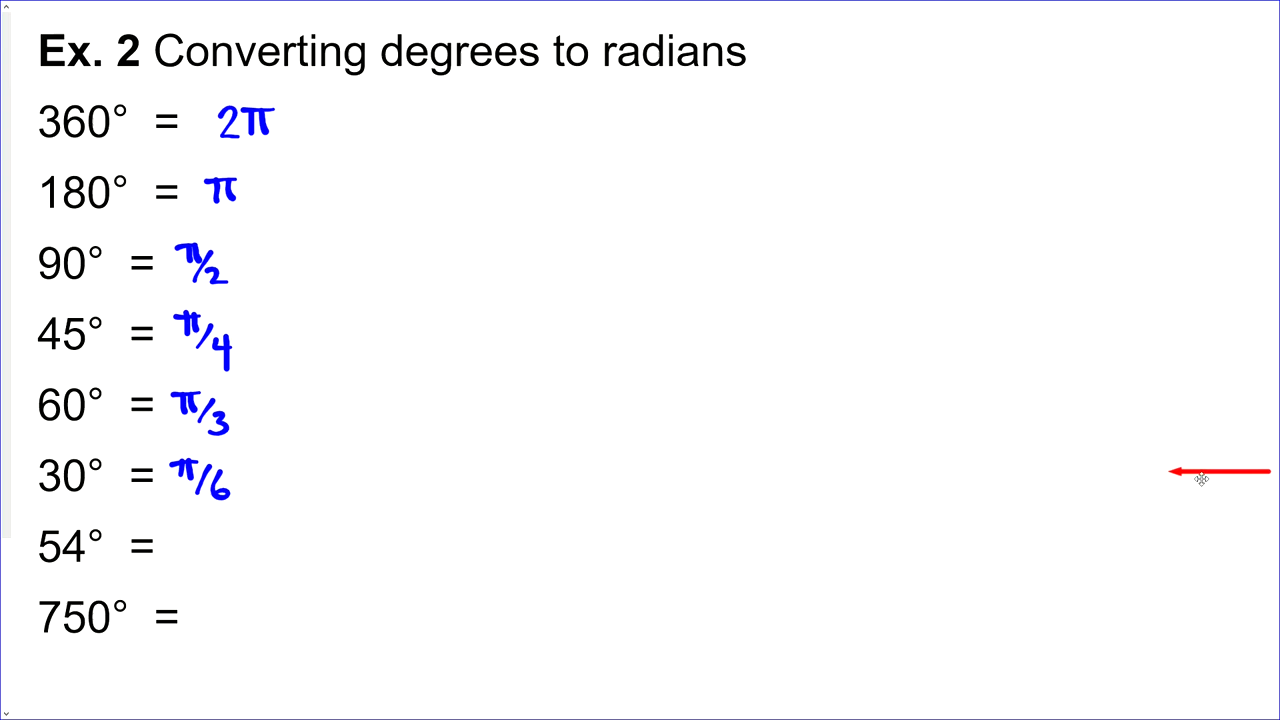 Ex. 2 Converting degrees to radians
360° = 2π
180° = π
90° = π/2
45° = π/4
60° = π/3
30° = π/6
54° =
750° =